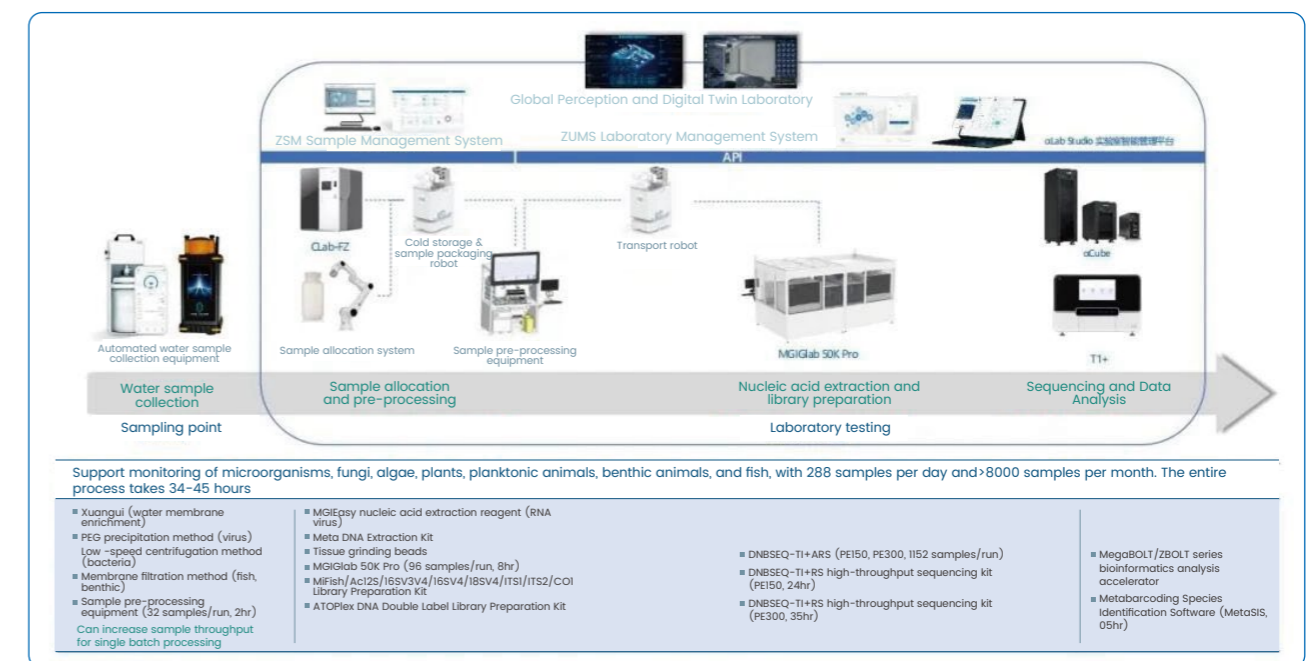 Global Perception and Digital Twin Laboratory
ZSM Sample Management System
ZUMS Laboratory Management System
αLab Studio 实验室智能管理平台
API
CLab-FZ
Cold storage &
sample packaging
robot
Transport robot
αCube
Automated water sample
collection equipment
Sample allocation system
Sample pre-processing
equipment
MGIGlab 50K Pro
T1+
Water sample
collection
Sample allocation
and pre-processing
Nucleic acid extraction and
library preparation
Sequencing and Data
Analysis
Sampling point
Laboratory testing
Support monitoring of microorganisms, fungi, algae, plants, planktonic animals, benthic animals, and fish, with 288 samples per day and>8000 samples per month. The entire
process takes 34-45 hours
Xuangui (water membrane
enrichment)
PEG precipitation method (virus)
Low -speed centrifugation method
(bacteria)
Membrane filtration method (fish,
benthic)
Sample pre-processing
equipment (32 samples/run, 2hr)
Can increase sample throughput
for single batch processing
MGIEasy nucleic acid extraction reagent (RNA
virus)
Meta DNA Extraction Kit
Tissue grinding beads
MGIGlab 50K Pro (96 samples/run, 8hr)
MiFish/Ac12S/16SV3V4/16SV4/18SV4/ITS1/ITS2/CO1
Library Preparation Kit
ATOPlex DNA Double Label Library Preparation Kit
DNBSEQ-T1+ARS (PE150, PE300, 1152 samples/run)
DNBSEQ-T1+RS high-throughput sequencing kit
(PE150, 24hr)
DNBSEQ-T1+RS high-throughput sequencing kit
(PE300, 35hr)
MegaBOLT/ZBOLT series
bioinformatics analysis
accelerator
Metabarcoding Species
Identification Software (MetaSIS,
05hr)